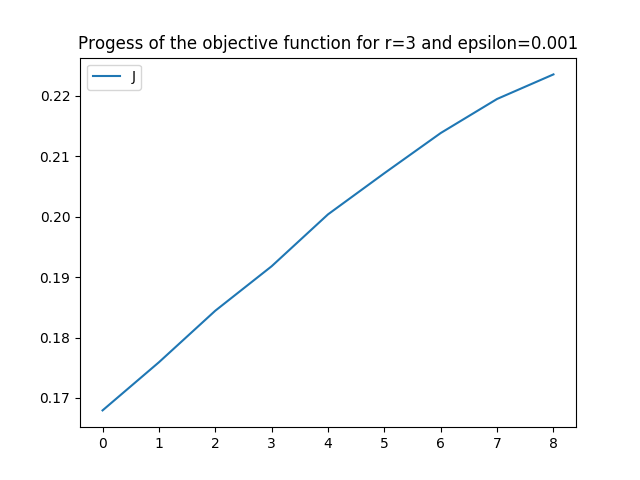 Progess of the objective function for r=3 and epsilon=0.001
J
0.22
0.21
0.20
0.19
0.18
0.17
0 1 2 3 4 5 6 7 8